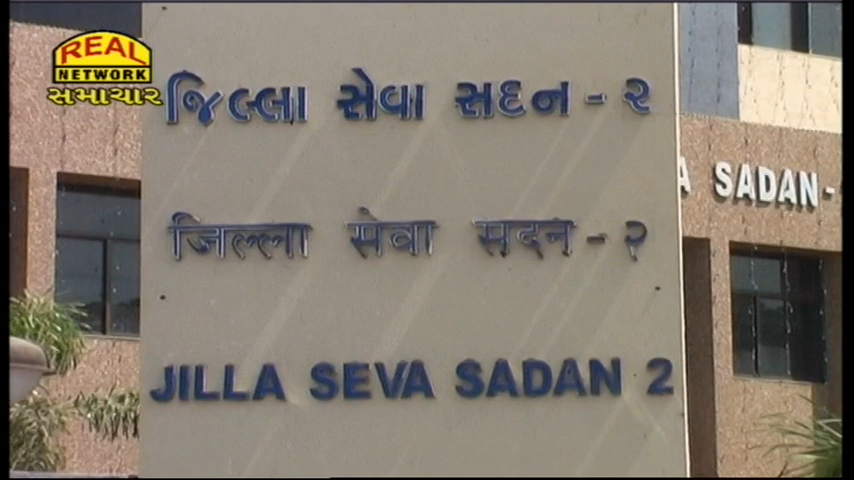 REAL
NETWORK
સમાચાર
જિલ્લા સેવા સદન - ૨
जिल्ला सेवा सदन - २
JILLA SEVA SADAN 2
A SADAN -